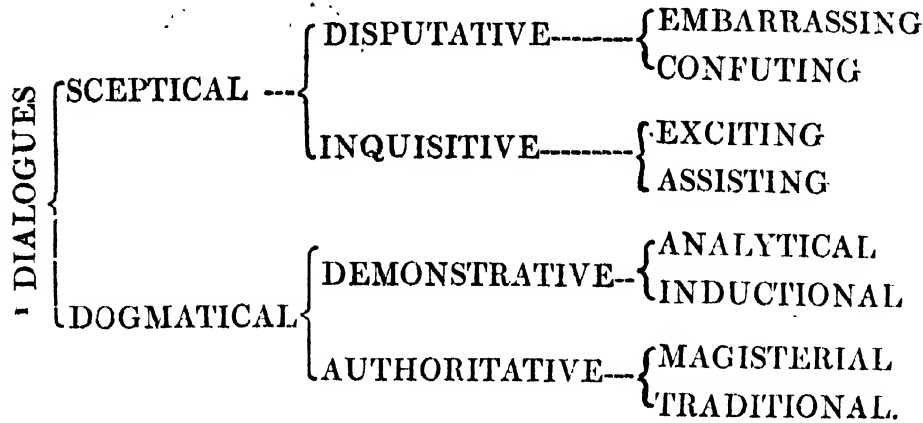 DISPUTATIVE EMBARRASSING
CONFUTING
SCEPTICAL
INQUISITIVE EXCITING
ASSISTING
DIALOGUES
DEMONSTRATIVE ANALYTICAL
INDUCTIONAL
DOGMATICAL
AUTHORITATIVE MAGISTERIAL
TRADITIONAL.